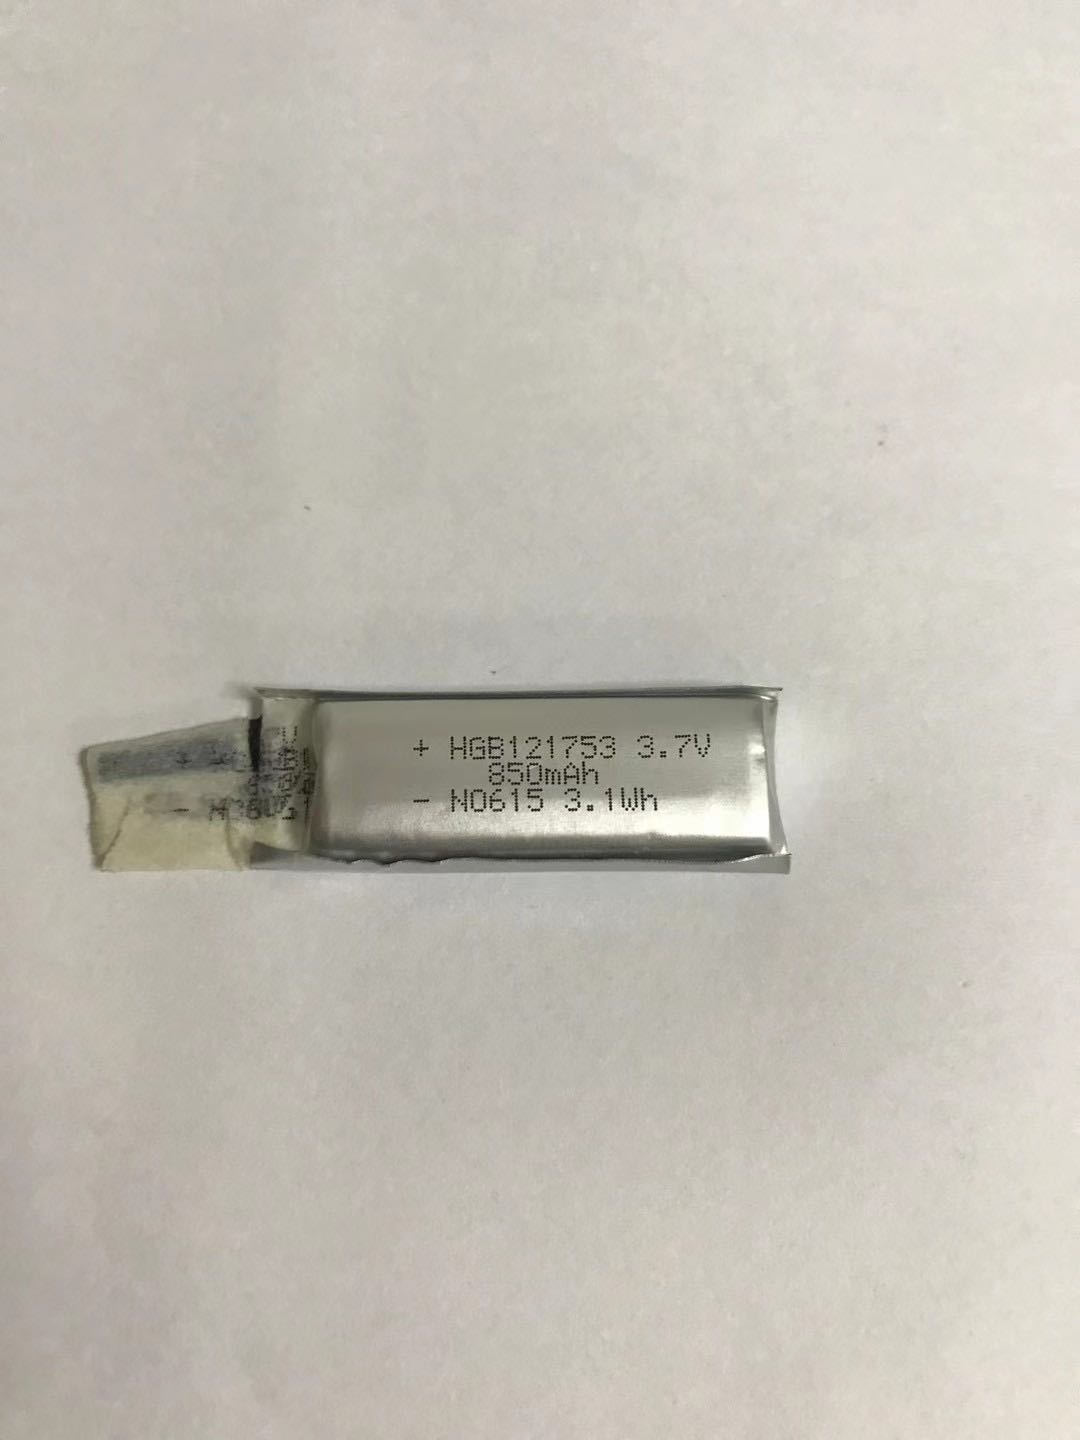 + HGB121753 3.7V
850mAh
- N0615 3.1Wh